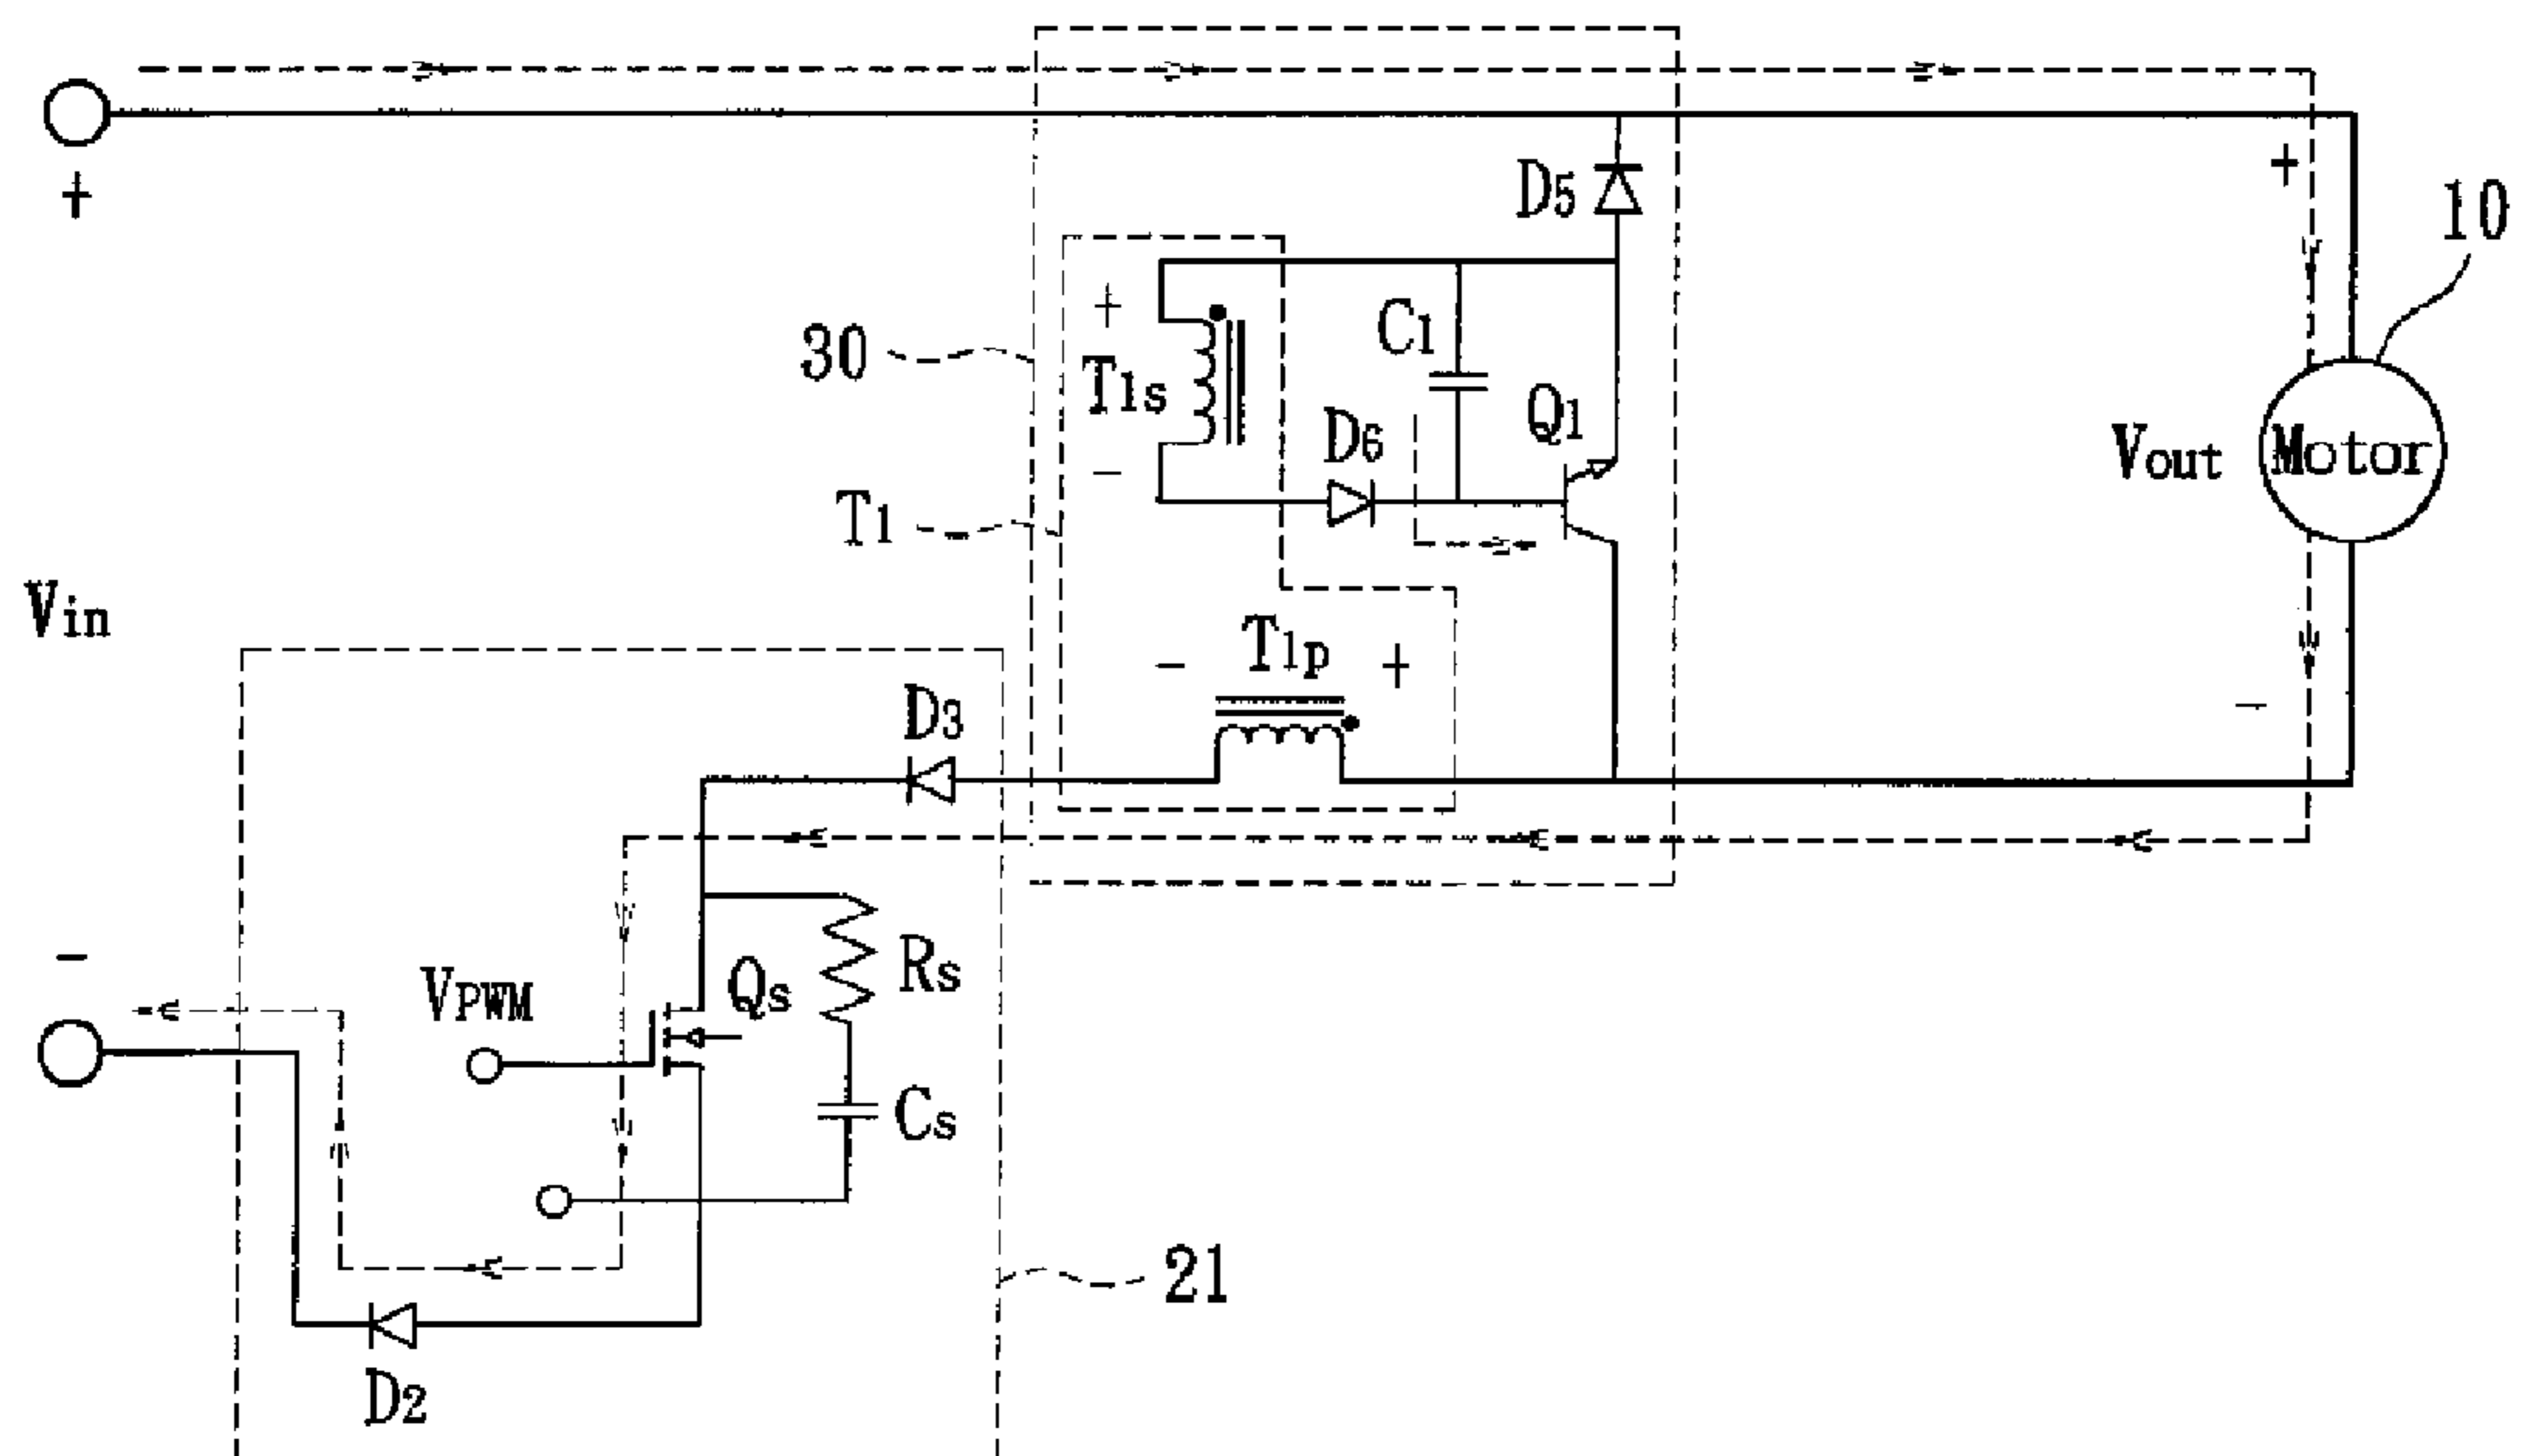 +
D5
+
10
+
C1
30
T1s
Q1
D6
Vout
Motor
-
T1
Vin
-
T1p
+
D3
-
-
VPWM
Qs
Rs
Cs
21
D2